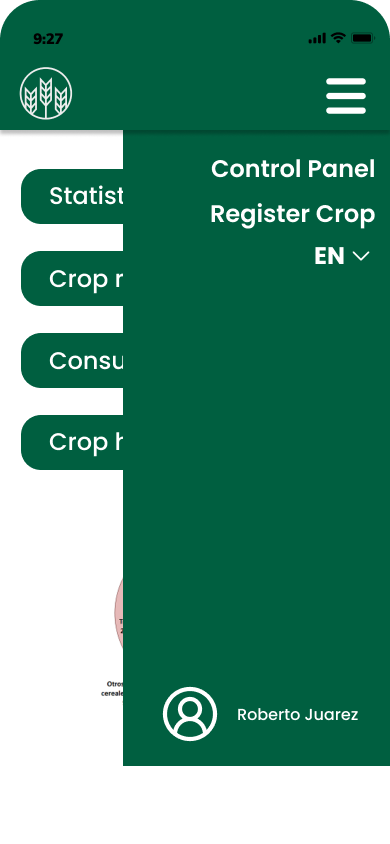 9:27
Control Panel
Register Crop
EN
Statist
Crop
Consu
Crop
Otros
cereale
Roberto Juarez